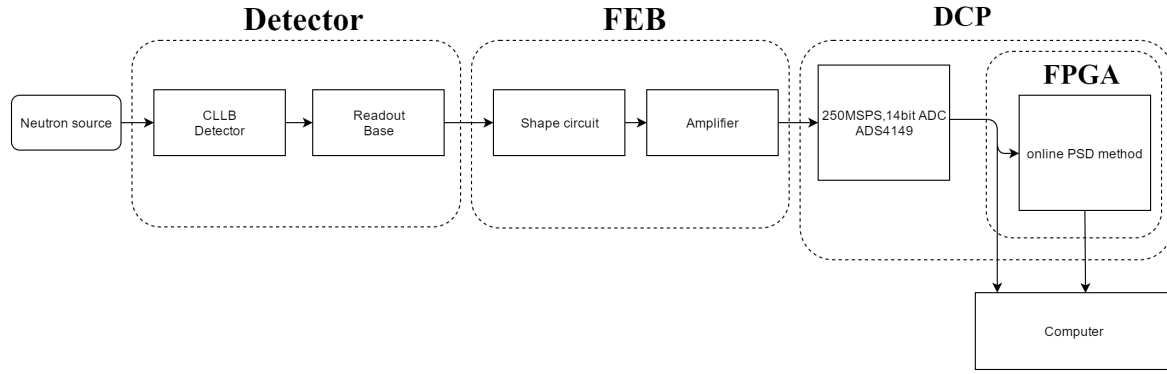 Detector
FEB
DCP
FPGA
Neutron source
CLLB
Detector
Readout
Base
Shape circuit
Amplifier
250MSPS,14bit ADC
ADS4149
online PSD method
Computer